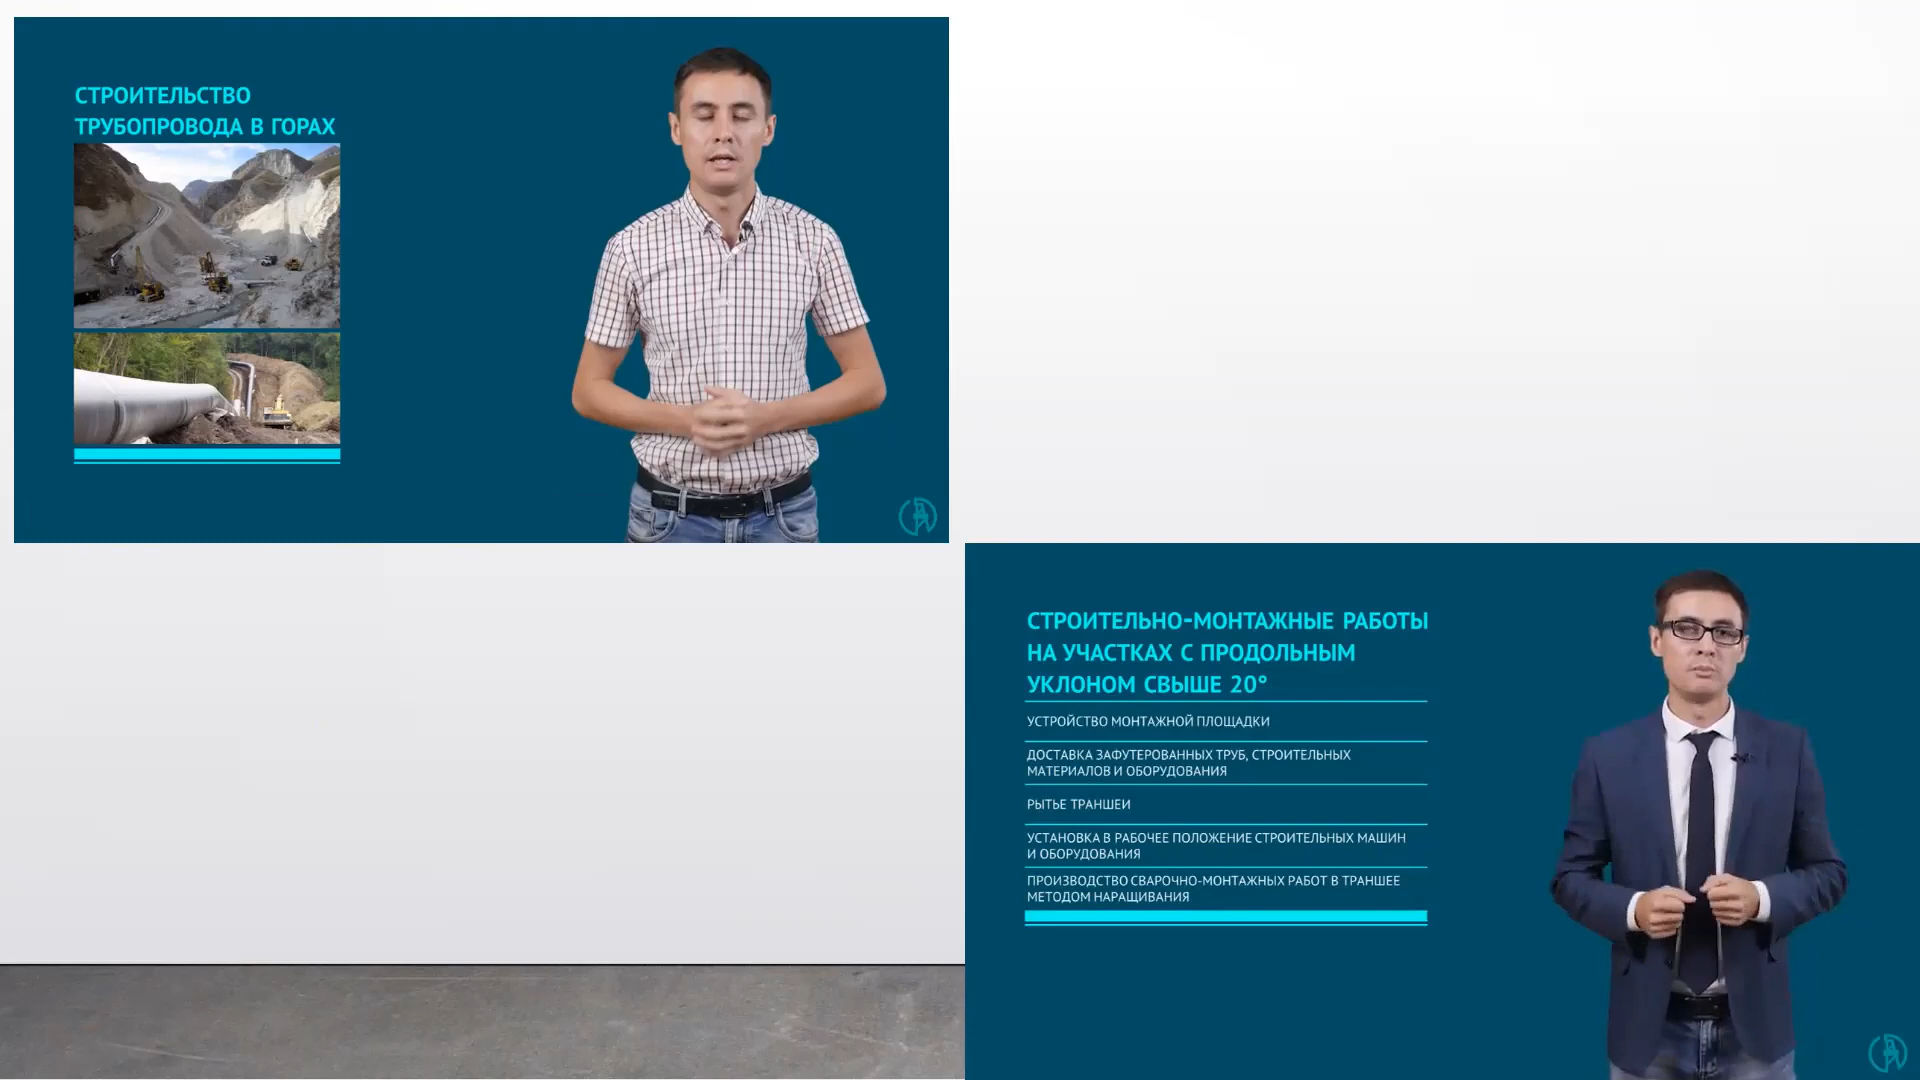 СТРОИТЕЛЬСТВО
ТРУБОПРОВОДА В ГОРАХ
СТРОИТЕЛЬНО-МОНТАЖНЫЕ РАБОТЫ
НА УЧАСТКАХ С ПРОДОЛЬНЫМ
УКЛОНОМ СВЫШЕ 20°
УСТРОЙСТВО МОНТАЖНОЙ ПЛОЩАДКИ
ДОСТАВКА ЗАФУТЕРОВАННЫХ ТРУБ, СТРОИТЕЛЬНЫХ
МАТЕРИАЛОВ И ОБОРУДОВАНИЯ
РЫТЬЕ ТРАНШЕИ
УСТАНОВКА В РАБОЧЕЕ ПОЛОЖЕНИЕ СТРОИТЕЛЬНЫХ МАШИН
И ОБОРУДОВАНИЯ
ПРОИЗВОДСТВО СВАРОЧНО-МОНТАЖНЫХ РАБОТ В ТРАНШЕЕ
МЕТОДОМ НАРАЩИВАНИЯ